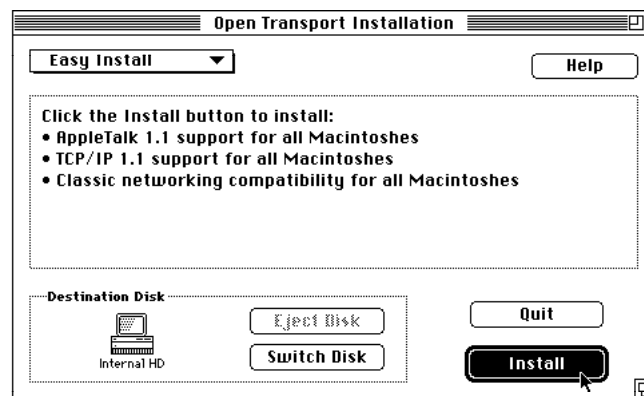 Open Transport Installation
Easy Install
Help
Click the Install button to install:
• AppleTalk 1.1 support for all Macintoshes
• TCP/IP 1.1 support for all Macintoshes
• Classic networking compatibility for all Macintoshes
Destination Disk
Internal HD
Eject Disk
Switch Disk
Quit
Install